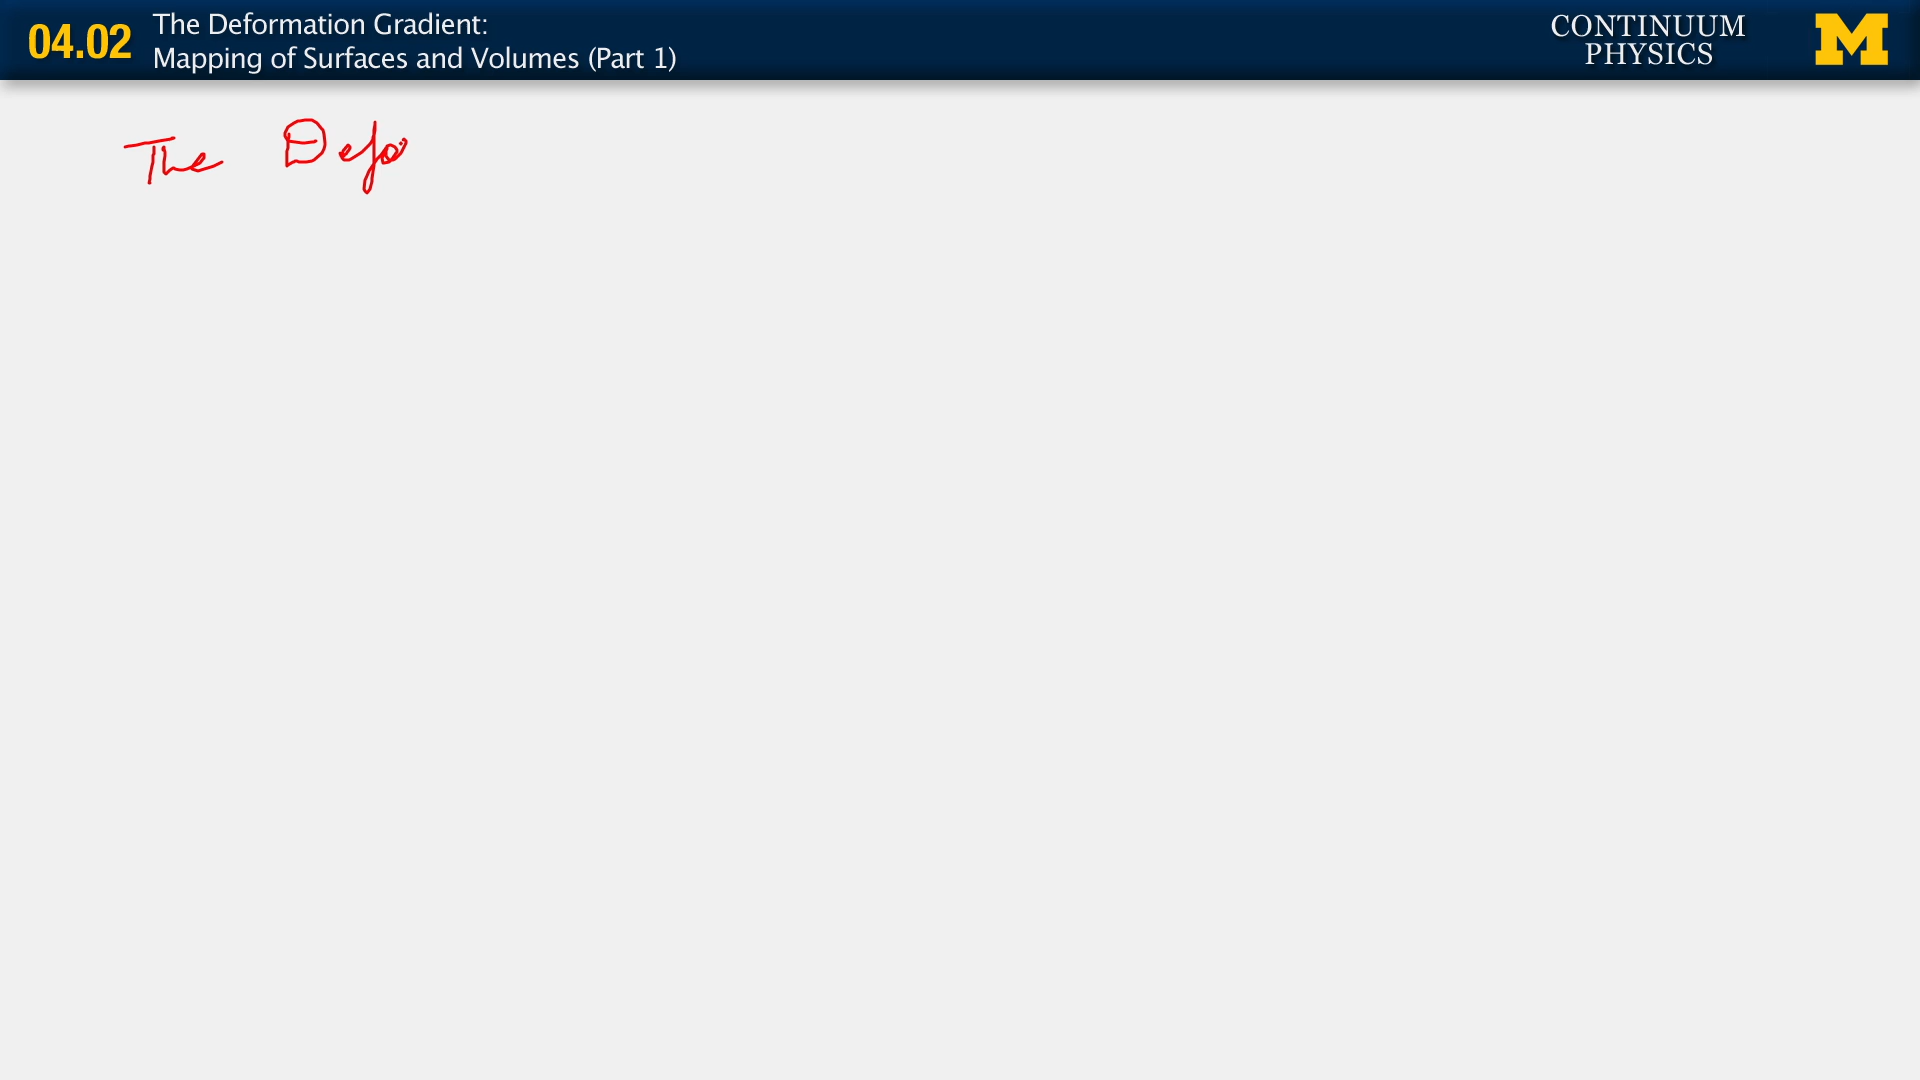 04.02
The Deformation Gradient:
Mapping of Surfaces and Volumes (Part 1)
CONTINUUM
PHYSICS
M
The Defo